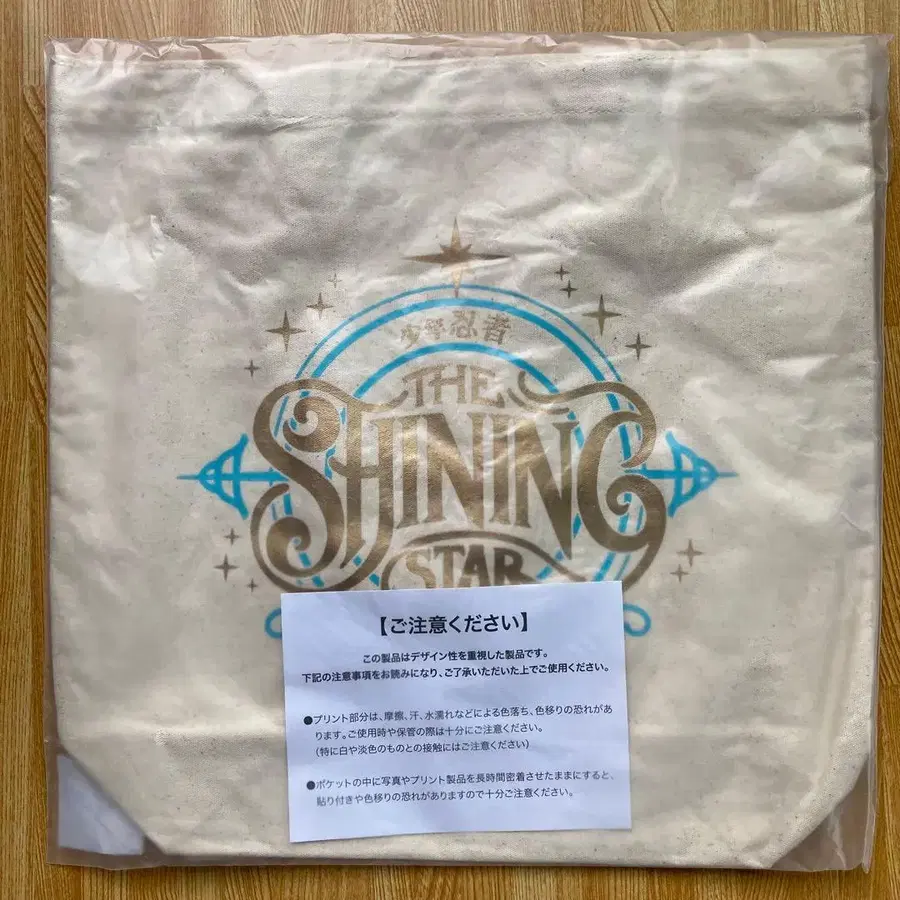 少年忍者
THE
SHINING
STAR
【ご注意ください】
この製品はデザイン性を重視した製品です。
下記の注意事項をお読みになり、ご了承いただいた上でご使用ください。
●プリント部分は、摩擦、汗、水濡れなどによる色落ち、色移りの恐れがあ
ります。ご使用時や保管の際は十分にご注意ください。
(特に白や淡色のものとの接触にはご注意ください)
●ポケットの中に写真やプリント製品を長時間密着させたままにすると、
貼り付きや色移りの恐れがありますので十分ご注意ください。